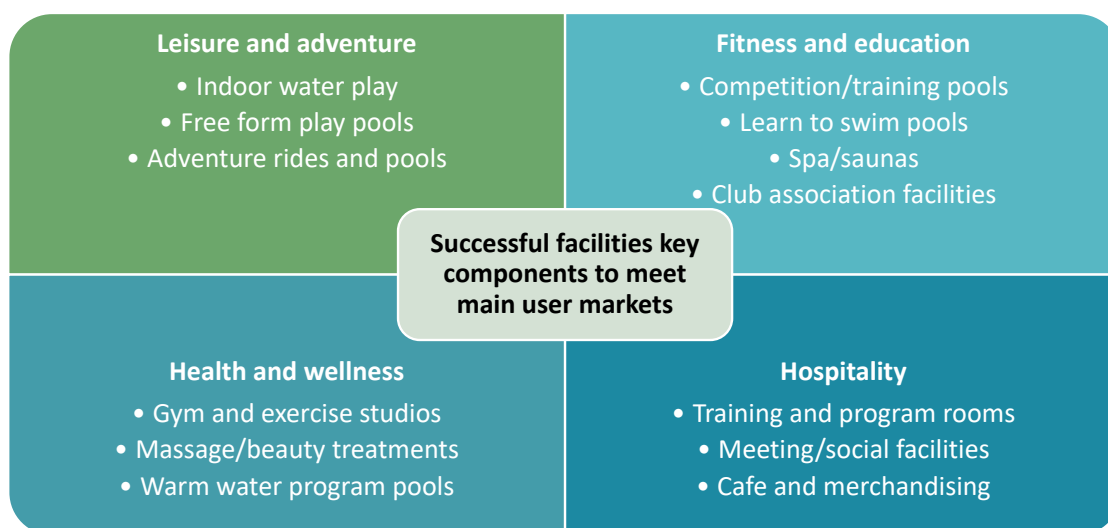 Leisure and adventure
• Indoor water play
• Free form play pools
• Adventure rides and pools
Fitness and education
• Competition/training pools
• Learn to swim pools
• Spa/saunas
• Club association facilities
Successful facilities key
components to meet
main user markets
Health and wellness
• Gym and exercise studios
• Massage/beauty treatments
• Warm water program pools
Hospitality
• Training and program rooms
• Meeting/social facilities
• Cafe and merchandising